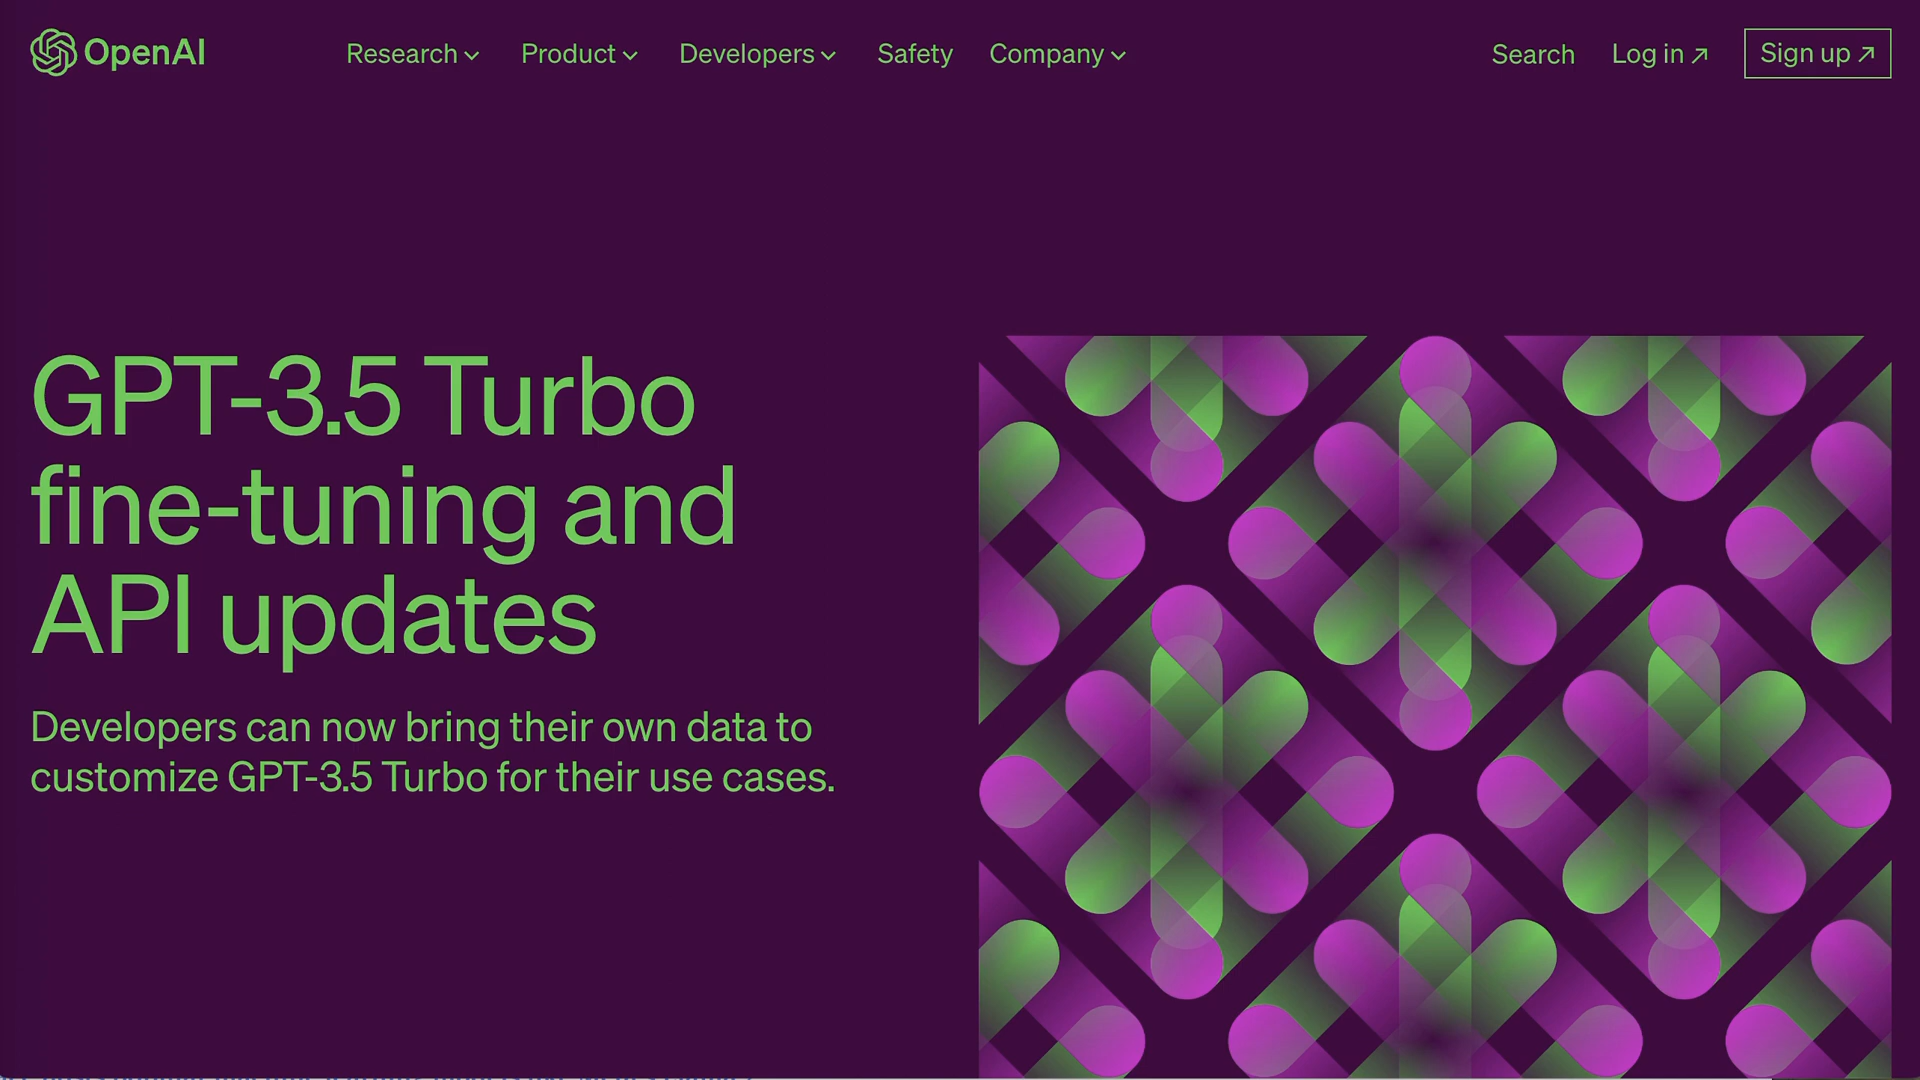 OpenAI
Research
Product
Developers
Safety
Company
Search
Log in ↗
Sign up ↗
GPT-3.5 Turbo
fine-tuning and
API updates
Developers can now bring their own data to
customize GPT-3.5 Turbo for their use cases.